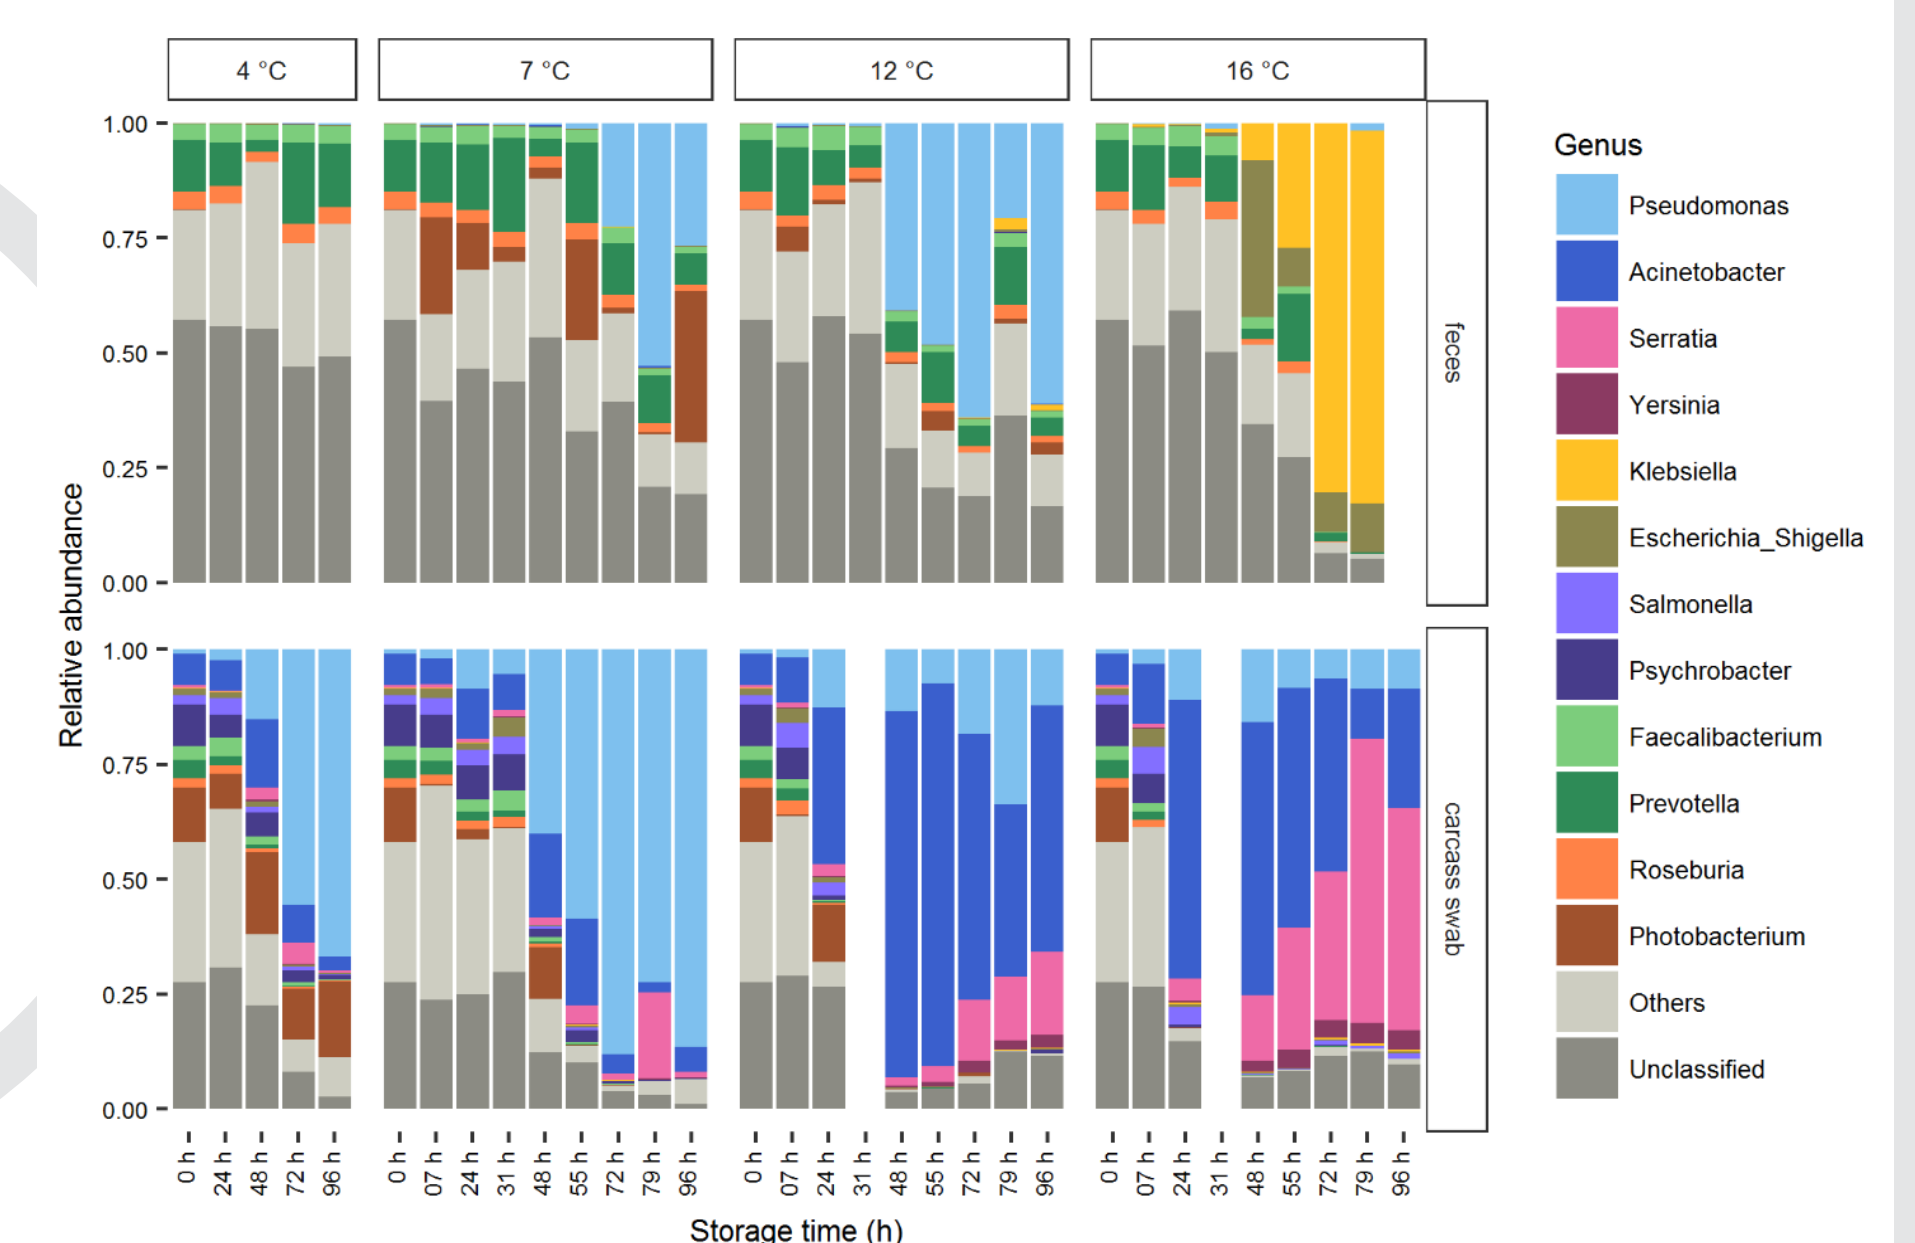 4 °C 7 °C 12 °C 16 °C
1.00
0.75
0.50
0.25
0.00
feces
1.00
0.75
0.50
0.25
0.00
carcass swab
Relative abundance
0 h 24 h 48 h 72 h 96 h 0 h 07 h 24 h 31 h 48 h 55 h 72 h 79 h 96 h 0 h 07 h 24 h 31 h 48 h 55 h 72 h 79 h 96 h 0 h 07 h 24 h 31 h 48 h 55 h 72 h 79 h 96 h
Storage time (h)
Genus
Pseudomonas
Acinetobacter
Serratia
Yersinia
Klebsiella
Escherichia_Shigella
Salmonella
Psychrobacter
Faecalibacterium
Prevotella
Roseburia
Photobacterium
Others
Unclassified